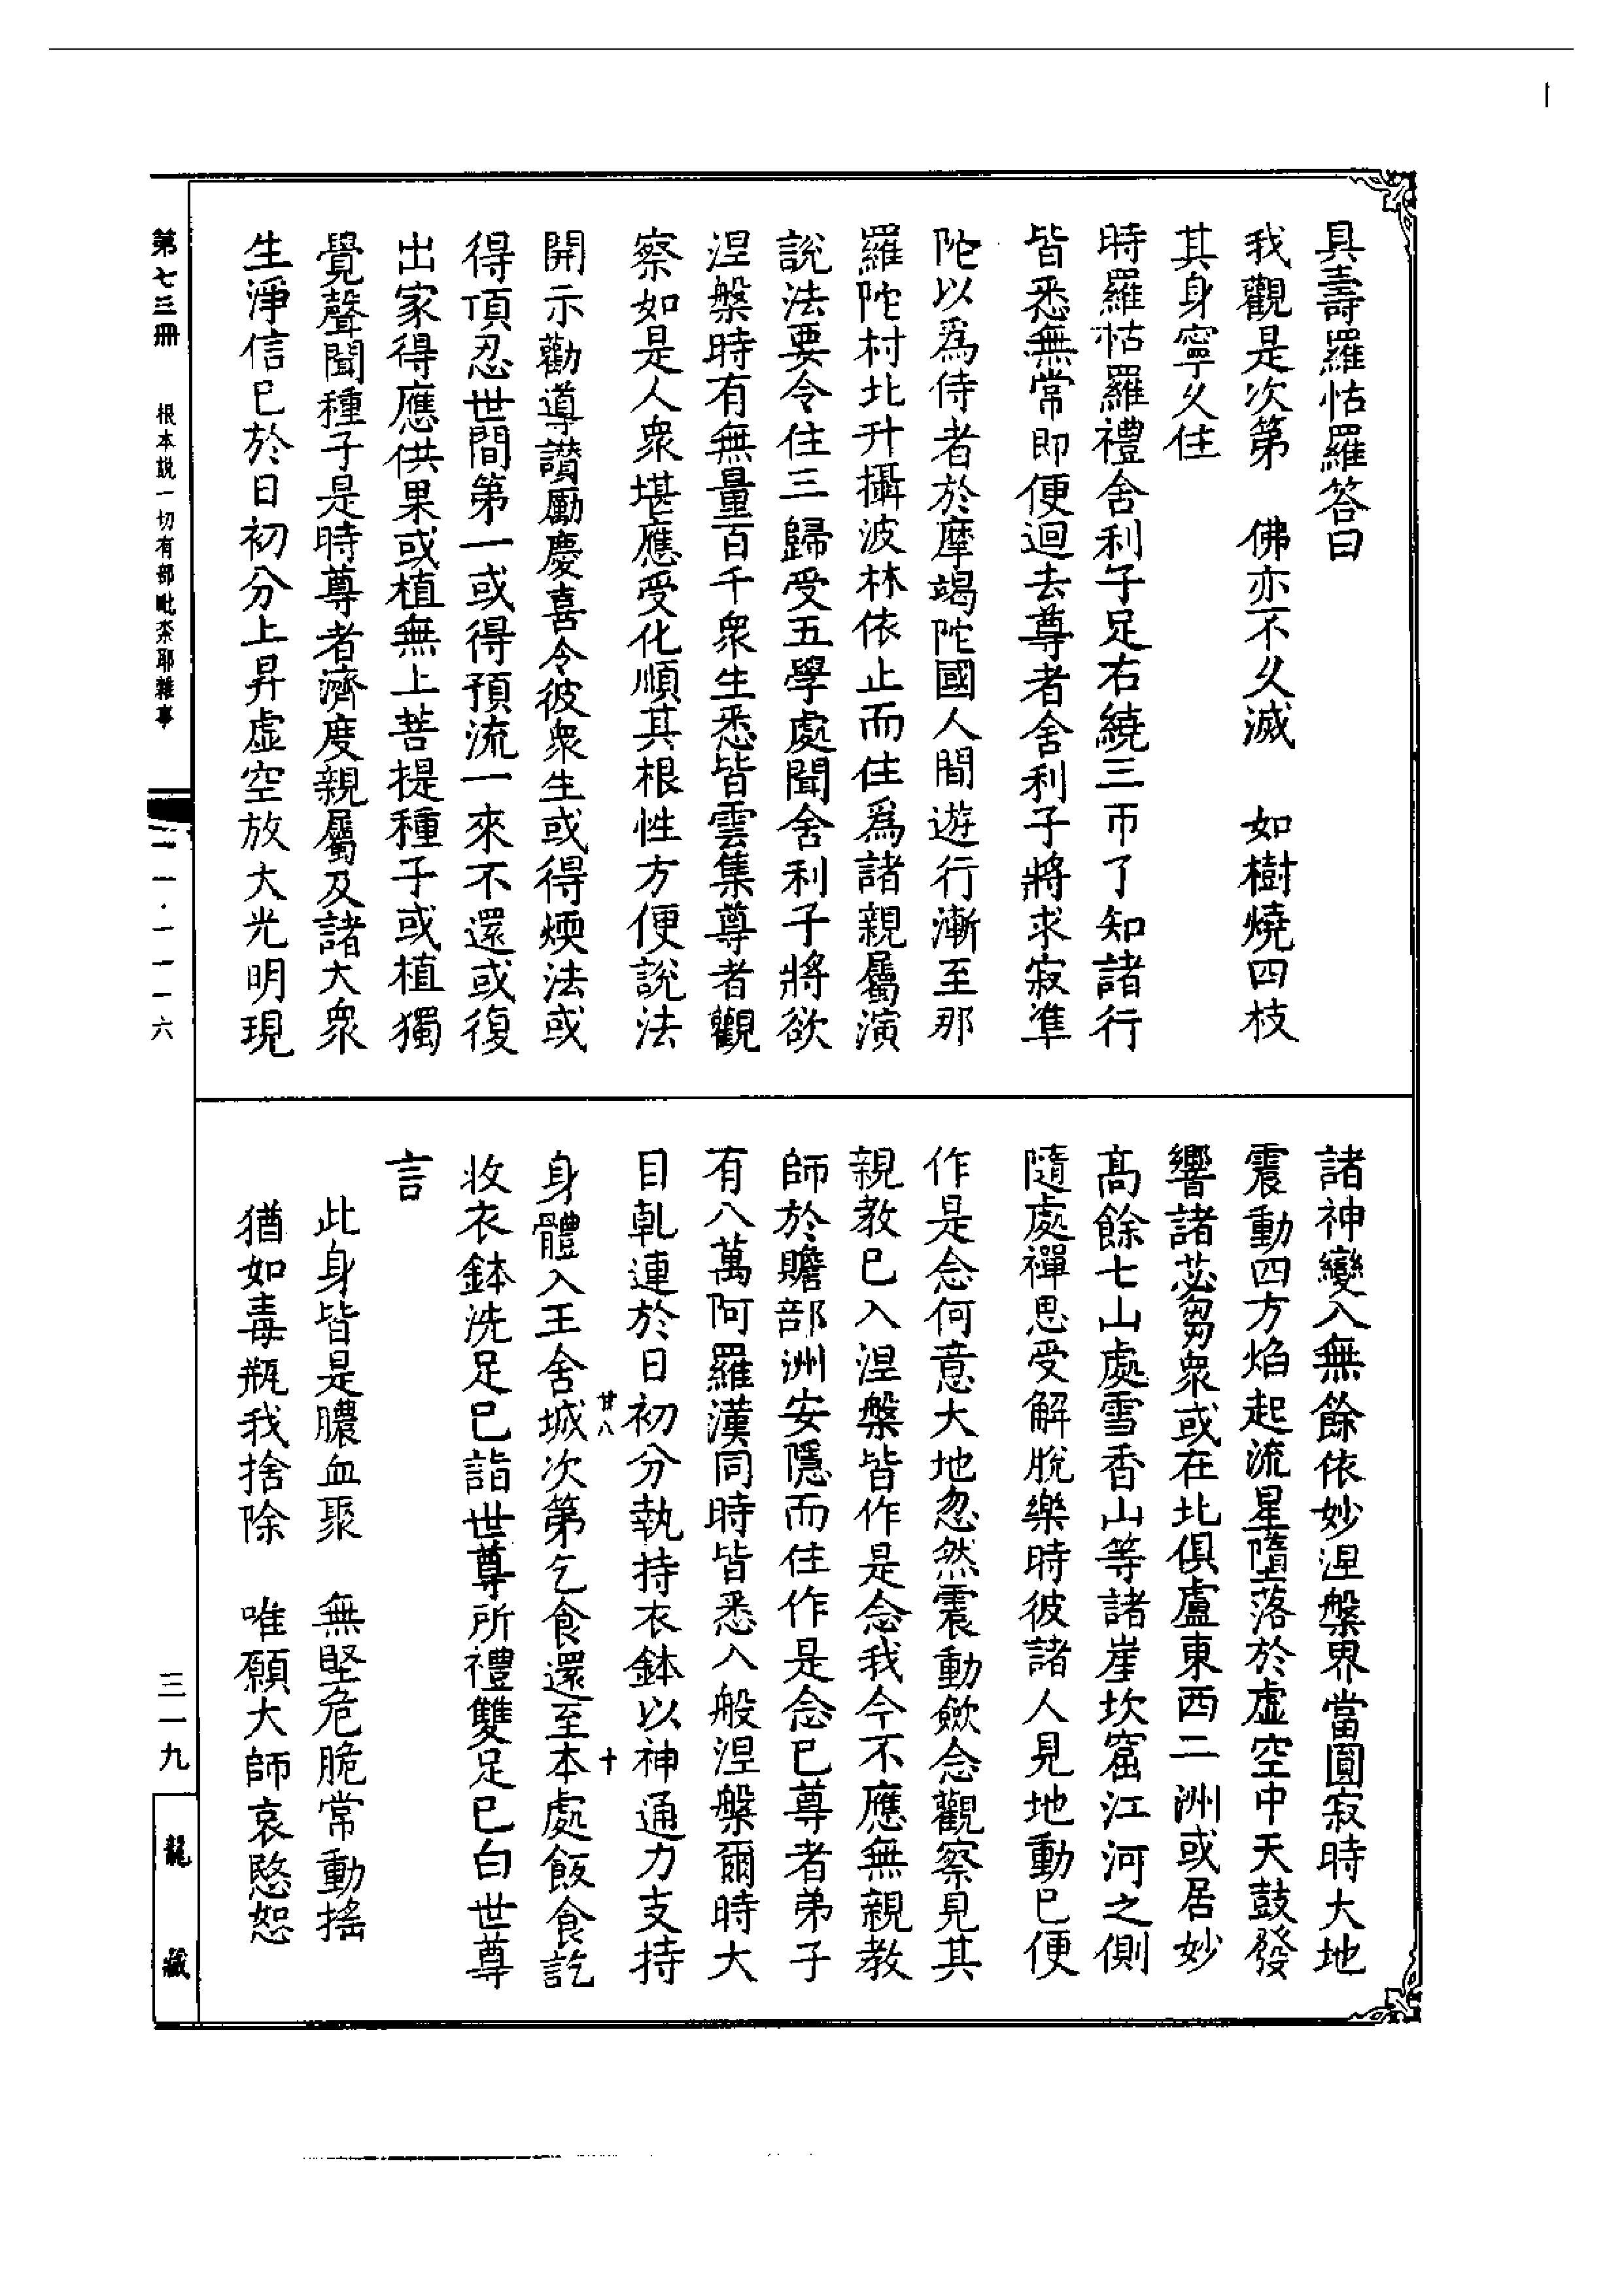 具壽羅怙羅答曰
我觀是次第　佛亦不久滅　如樹燒四枝
其身寧久住
時羅怙羅禮舍利子足右繞三帀了知諸行
皆悉無常即便迴去尊者舍利子將求寂準
陀以爲侍者於摩竭陀國人間遊行漸至那
羅陀村北升攝波林依止而住爲諸親屬演
說法要令住三歸受五學處聞舍利子將欲
涅槃時有無量百千衆生悉皆雲集尊者觀
察如是人衆堪應受化順其根性方便說法
開示勸導讃勵慶喜令彼衆生或得煗法或
得頂忍世間第一或得預流一來不還或復
出家得應供果或植無上菩提種子或植獨
覺聲聞種子是時尊者濟度親屬及諸大衆
生淨信已於日初分上昇虛空放大光明現
諸神變入無餘依妙涅槃界當圓寂時大地
震動四方焰起流星墮落於虛空中天鼓發
響諸苾芻衆或在北俱盧東西二洲或居妙
高餘七山處雪香山等諸崖坎窟江河之側
隨處禪思受解脫樂時彼諸人見地動已便
作是念何意大地忽然震動歛念觀察見其
親教已入涅槃皆作是念我今不應無親教
師於贍部洲安隱而住作是念已尊者弟子
有八萬阿羅漢同時皆悉入般涅槃爾時大
目乹連於日初分執持衣鉢以神通力支持
廿八　十
身體入王舍城次第乞食還至本處飯食訖
收衣鉢洗足已詣世尊所禮雙足已白世尊
言
此身皆是膿血聚　無堅危脆常動搖
猶如毒瓶我捨除　唯願大師哀愍恕
第七三冊　根本說一切有部毗奈耶雜事
三一九
龍藏